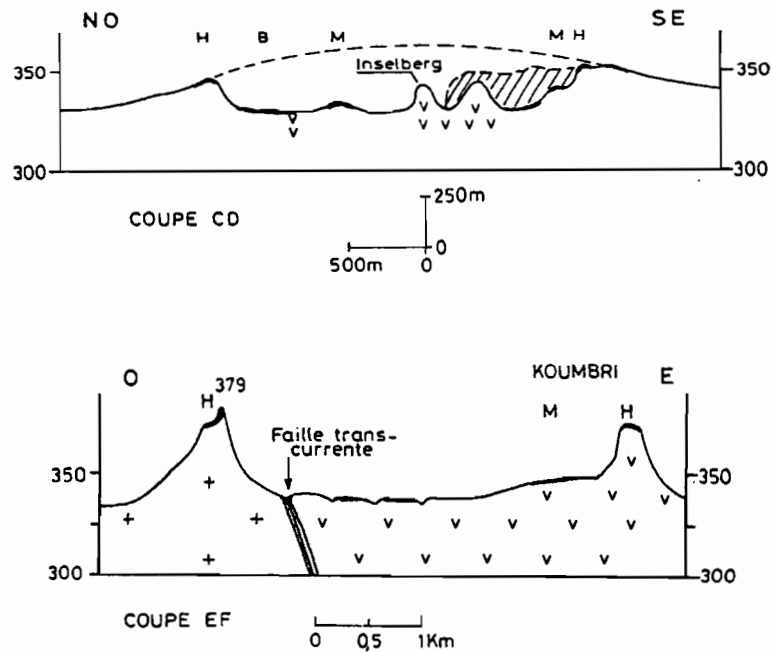 NO SE
H B M M H
Inselberg
350 350
300 300
V V V V V V V V
COUPE CD
250m
0
500m 0
O KOUMBRI E
H 379 M H
Faille trans-
currente
350 350
300 300
COUPE EF
0 0,5 1Km